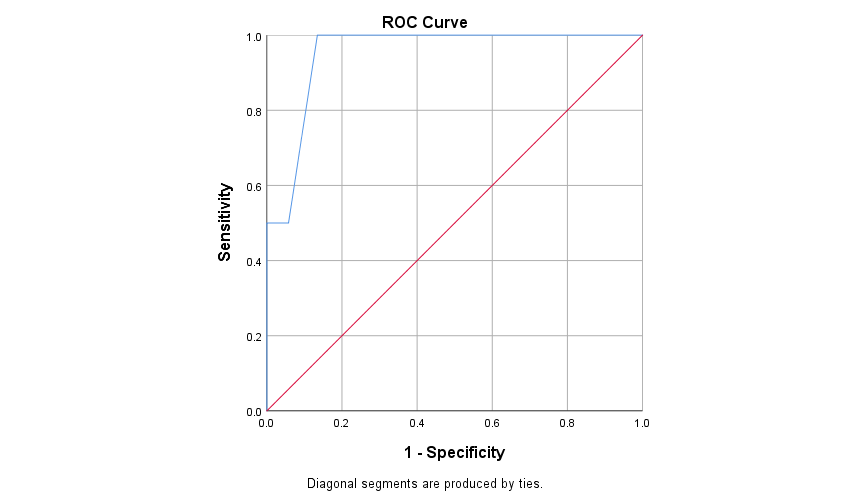 ROC Curve
1.0
0.8
0.6
0.4
0.2
0.0
Sensitivity
0.0 0.2 0.4 0.6 0.8 1.0
1 - Specificity
Diagonal segments are produced by ties.